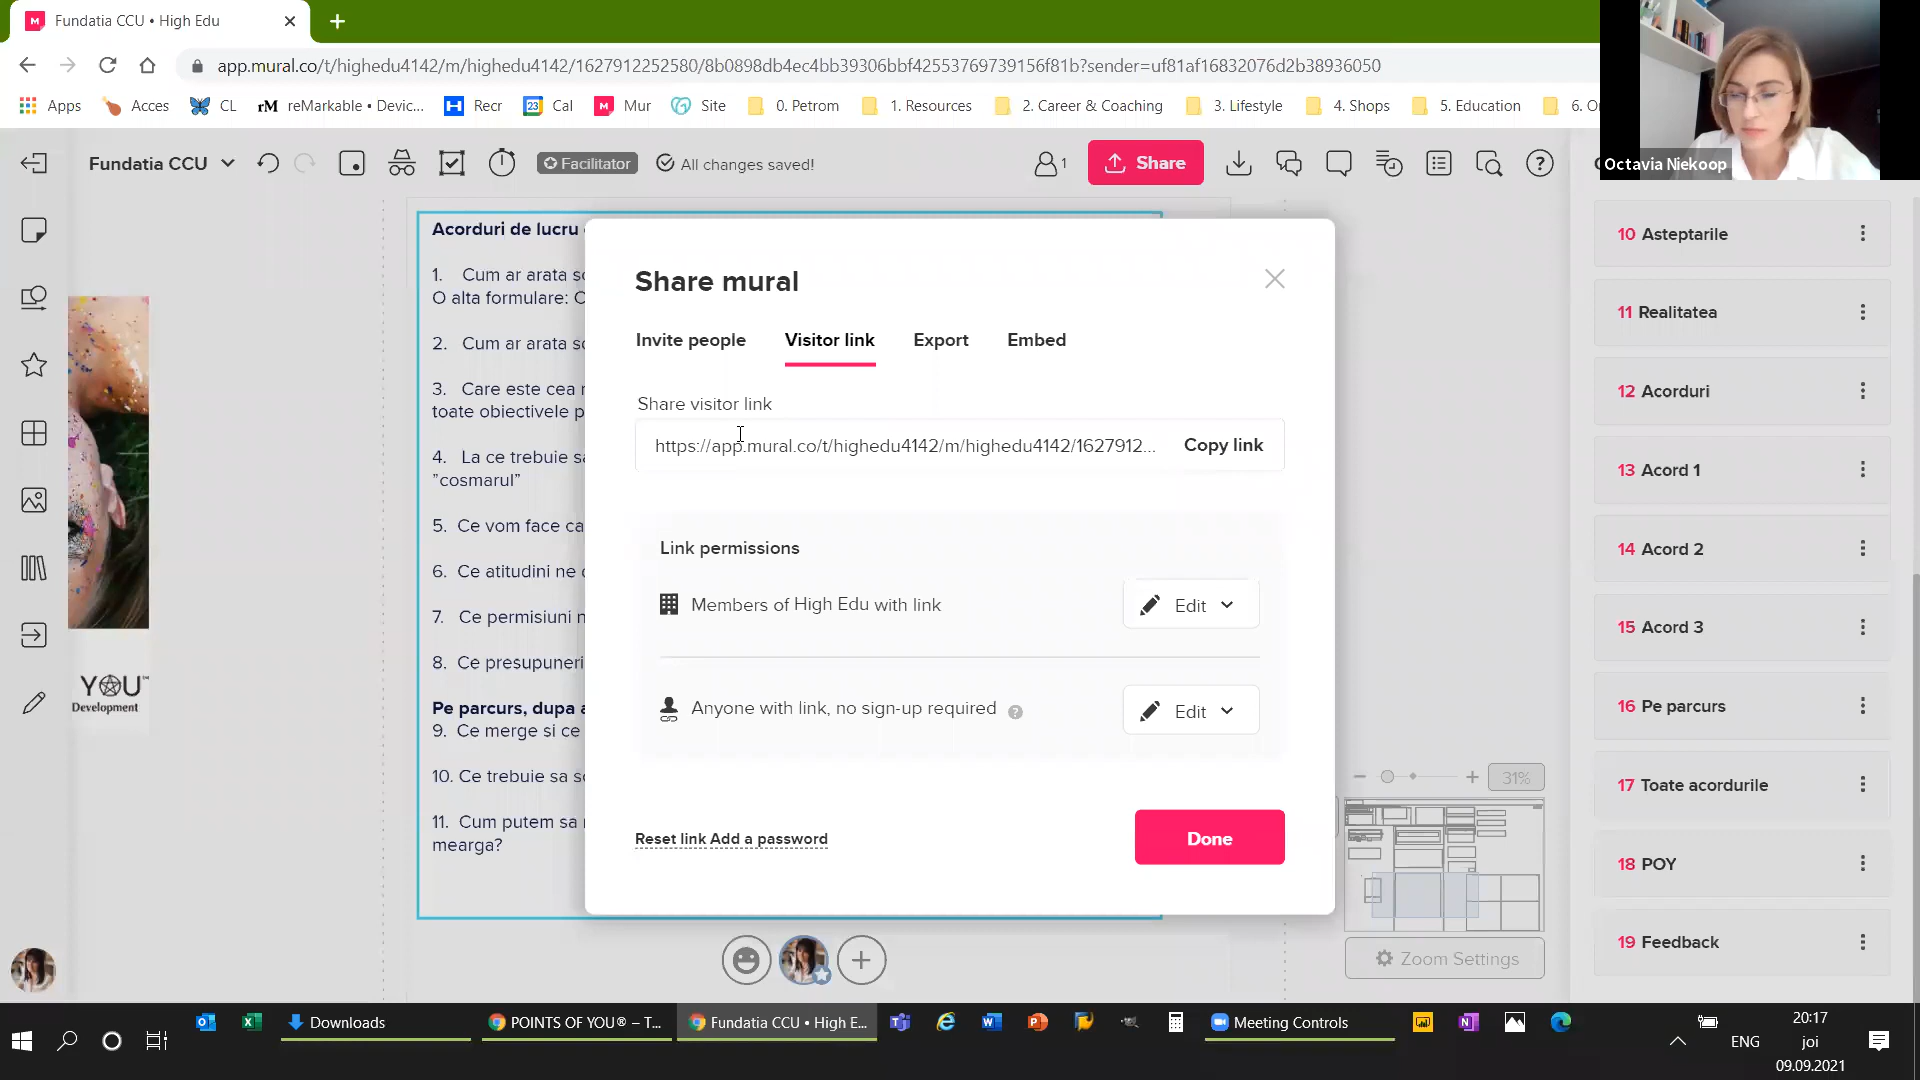 Fundatia CCU • High Edu
app.mural.co/t/highedu4142/m/highedu4142/1627912252580/8b0898db4ec4bb39306bbf42553769739156f81b?sender=uf81af16832076d2b38936050
Apps
Acces
CL
rM reMarkable • Devic...
Recr
23 Cal
Mur
Site
0. Petrom
1. Resources
2. Career & Coaching
3. Lifestyle
4. Shops
5. Education
Octavia Niekoop
Fundatia CCU
Facilitator
All changes saved!
1
Share
Acorduri de lucru
1. Cum ar arata
O alta formulare:
2. Cum ar arata
3. Care este cea
toate obiectivele
4. La ce trebuie
”cosmarul”
5. Ce vom face
6. Ce atitudini ne
7. Ce permisiuni
8. Ce presupuneri
Pe parcurs, dupa
9. Ce merge si ce
10. Ce trebuie sa
11. Cum putem sa
mearga?
YOU™
Development
Share mural
Invite people
Visitor link
Export
Embed
Share visitor link
https://app.mural.co/t/highedu4142/m/highedu4142/1627912...
Copy link
Link permissions
Members of High Edu with link
Edit
Anyone with link, no sign-up required
Edit
Reset link Add a password
Done
10 Asteptarile
11 Realitatea
12 Acorduri
13 Acord 1
14 Acord 2
15 Acord 3
16 Pe parcurs
17 Toate acordurile
18 POY
19 Feedback
31%
Zoom Settings
Downloads
POINTS OF YOU® – T...
Fundatia CCU • High E...
Meeting Controls
ENG
20:17
joi
09.09.2021